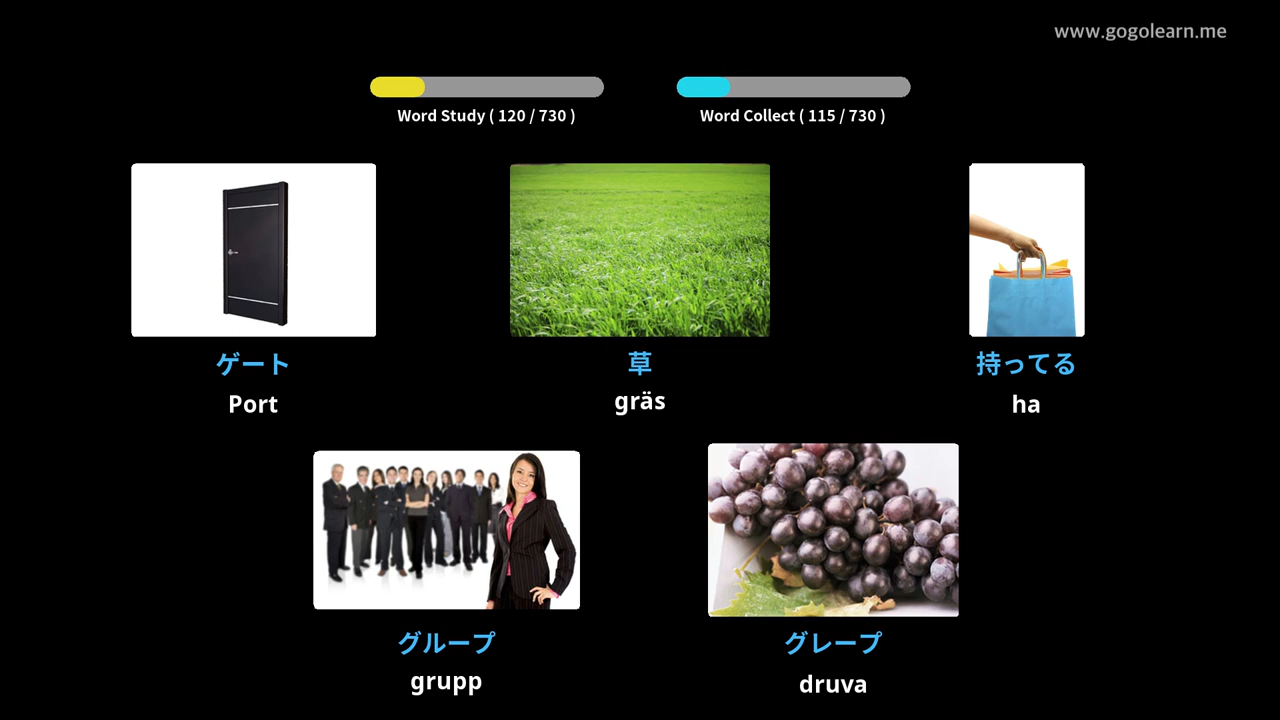 www.gogolearn.me
Word Study ( 120 / 730 )
Word Collect ( 115 / 730 )
ゲート
Port
草
gräs
持ってる
ha
グループ
grupp
グレープ
druva